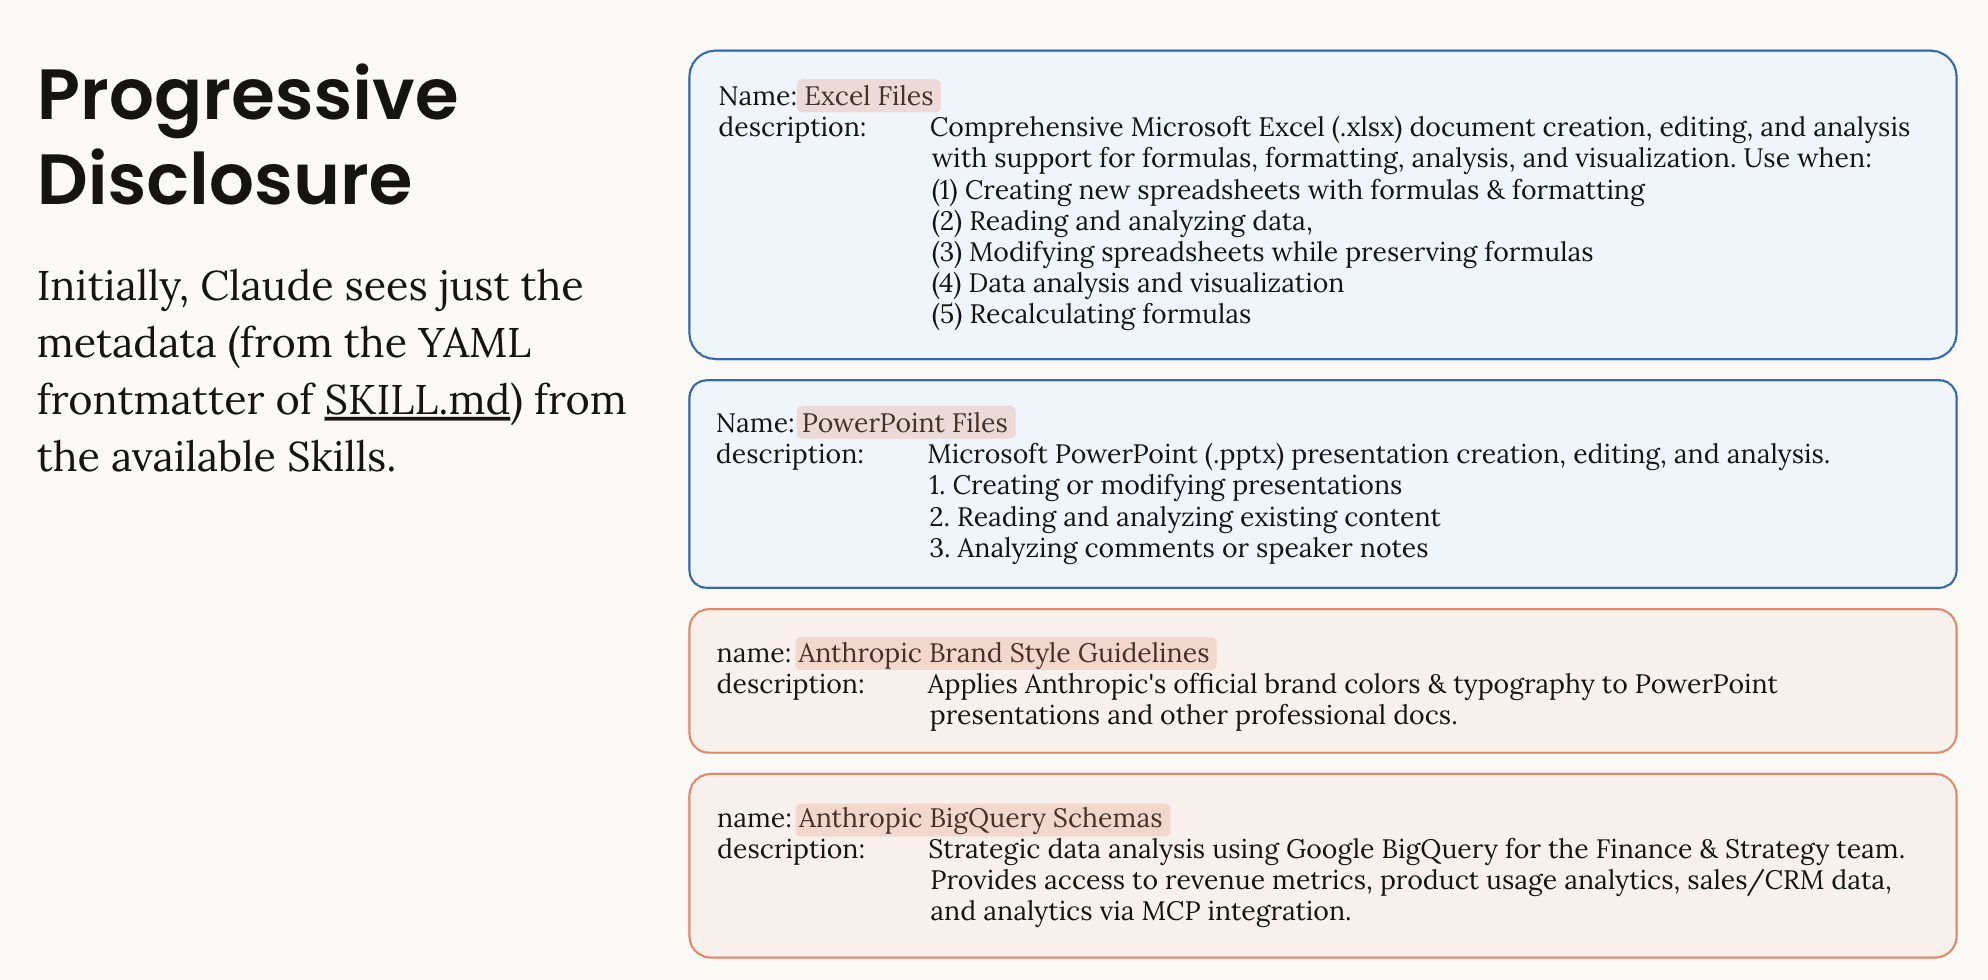 Progressive
Disclosure
Initially, Claude sees just the
metadata (from the YAML
frontmatter of SKILL.md) from
the available Skills.
Name: Excel Files
description: Comprehensive Microsoft Excel (.xlsx) document creation, editing, and analysis
with support for formulas, formatting, analysis, and visualization. Use when:
(1) Creating new spreadsheets with formulas & formatting
(2) Reading and analyzing data,
(3) Modifying spreadsheets while preserving formulas
(4) Data analysis and visualization
(5) Recalculating formulas
Name: PowerPoint Files
description: Microsoft PowerPoint (.pptx) presentation creation, editing, and analysis.
1. Creating or modifying presentations
2. Reading and analyzing existing content
3. Analyzing comments or speaker notes
name: Anthropic Brand Style Guidelines
description: Applies Anthropic's official brand colors & typography to PowerPoint
presentations and other professional docs.
name: Anthropic BigQuery Schemas
description: Strategic data analysis using Google BigQuery for the Finance & Strategy team.
Provides access to revenue metrics, product usage analytics, sales/CRM data,
and analytics via MCP integration.